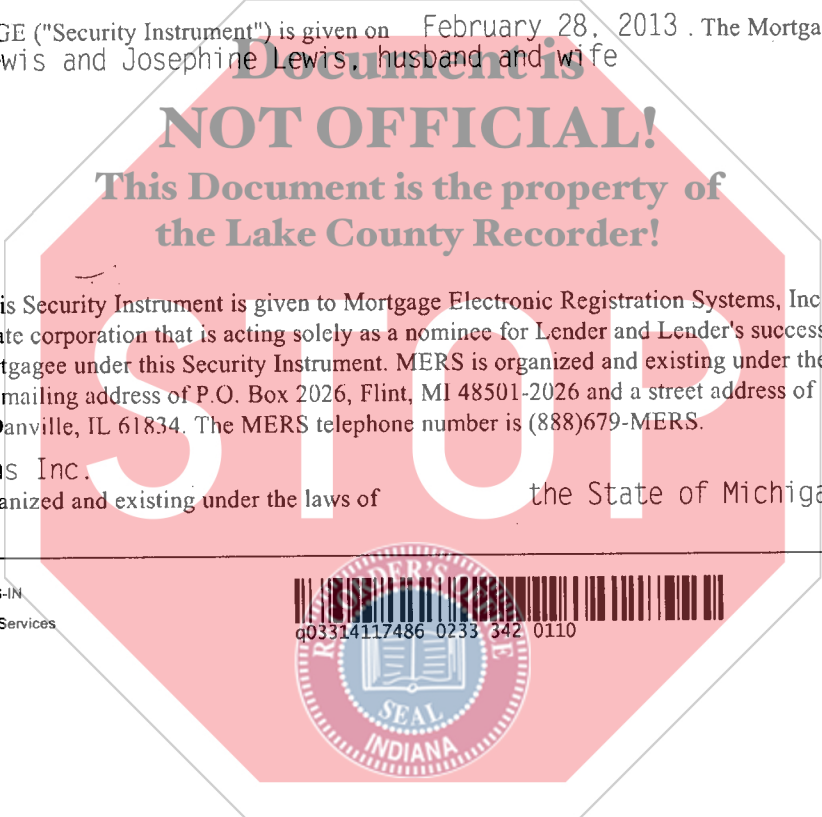 GE ("Security Instrument") is given on February 28, 2013 . The Mortga
wis and Josephine Lewis, husband and wife
Document is
NOT OFFICIAL!
This Document is the property of
the Lake County Recorder!
is Security Instrument is given to Mortgage Electronic Registration Systems, Inc
te corporation that is acting solely as a nominee for Lender and Lender's success
tgagee under this Security Instrument. MERS is organized and existing under the
mailing address of P.O. Box 2026, Flint, MI 48501-2026 and a street address of
Danville, IL 61834. The MERS telephone number is (888)679-MERS.
STOP
s Inc.
anized and existing under the laws of the State of Michiga
-IN
Services
q03314117486 0233 342 0110
RECORDER'S OFFICE
SEAL
INDIANA